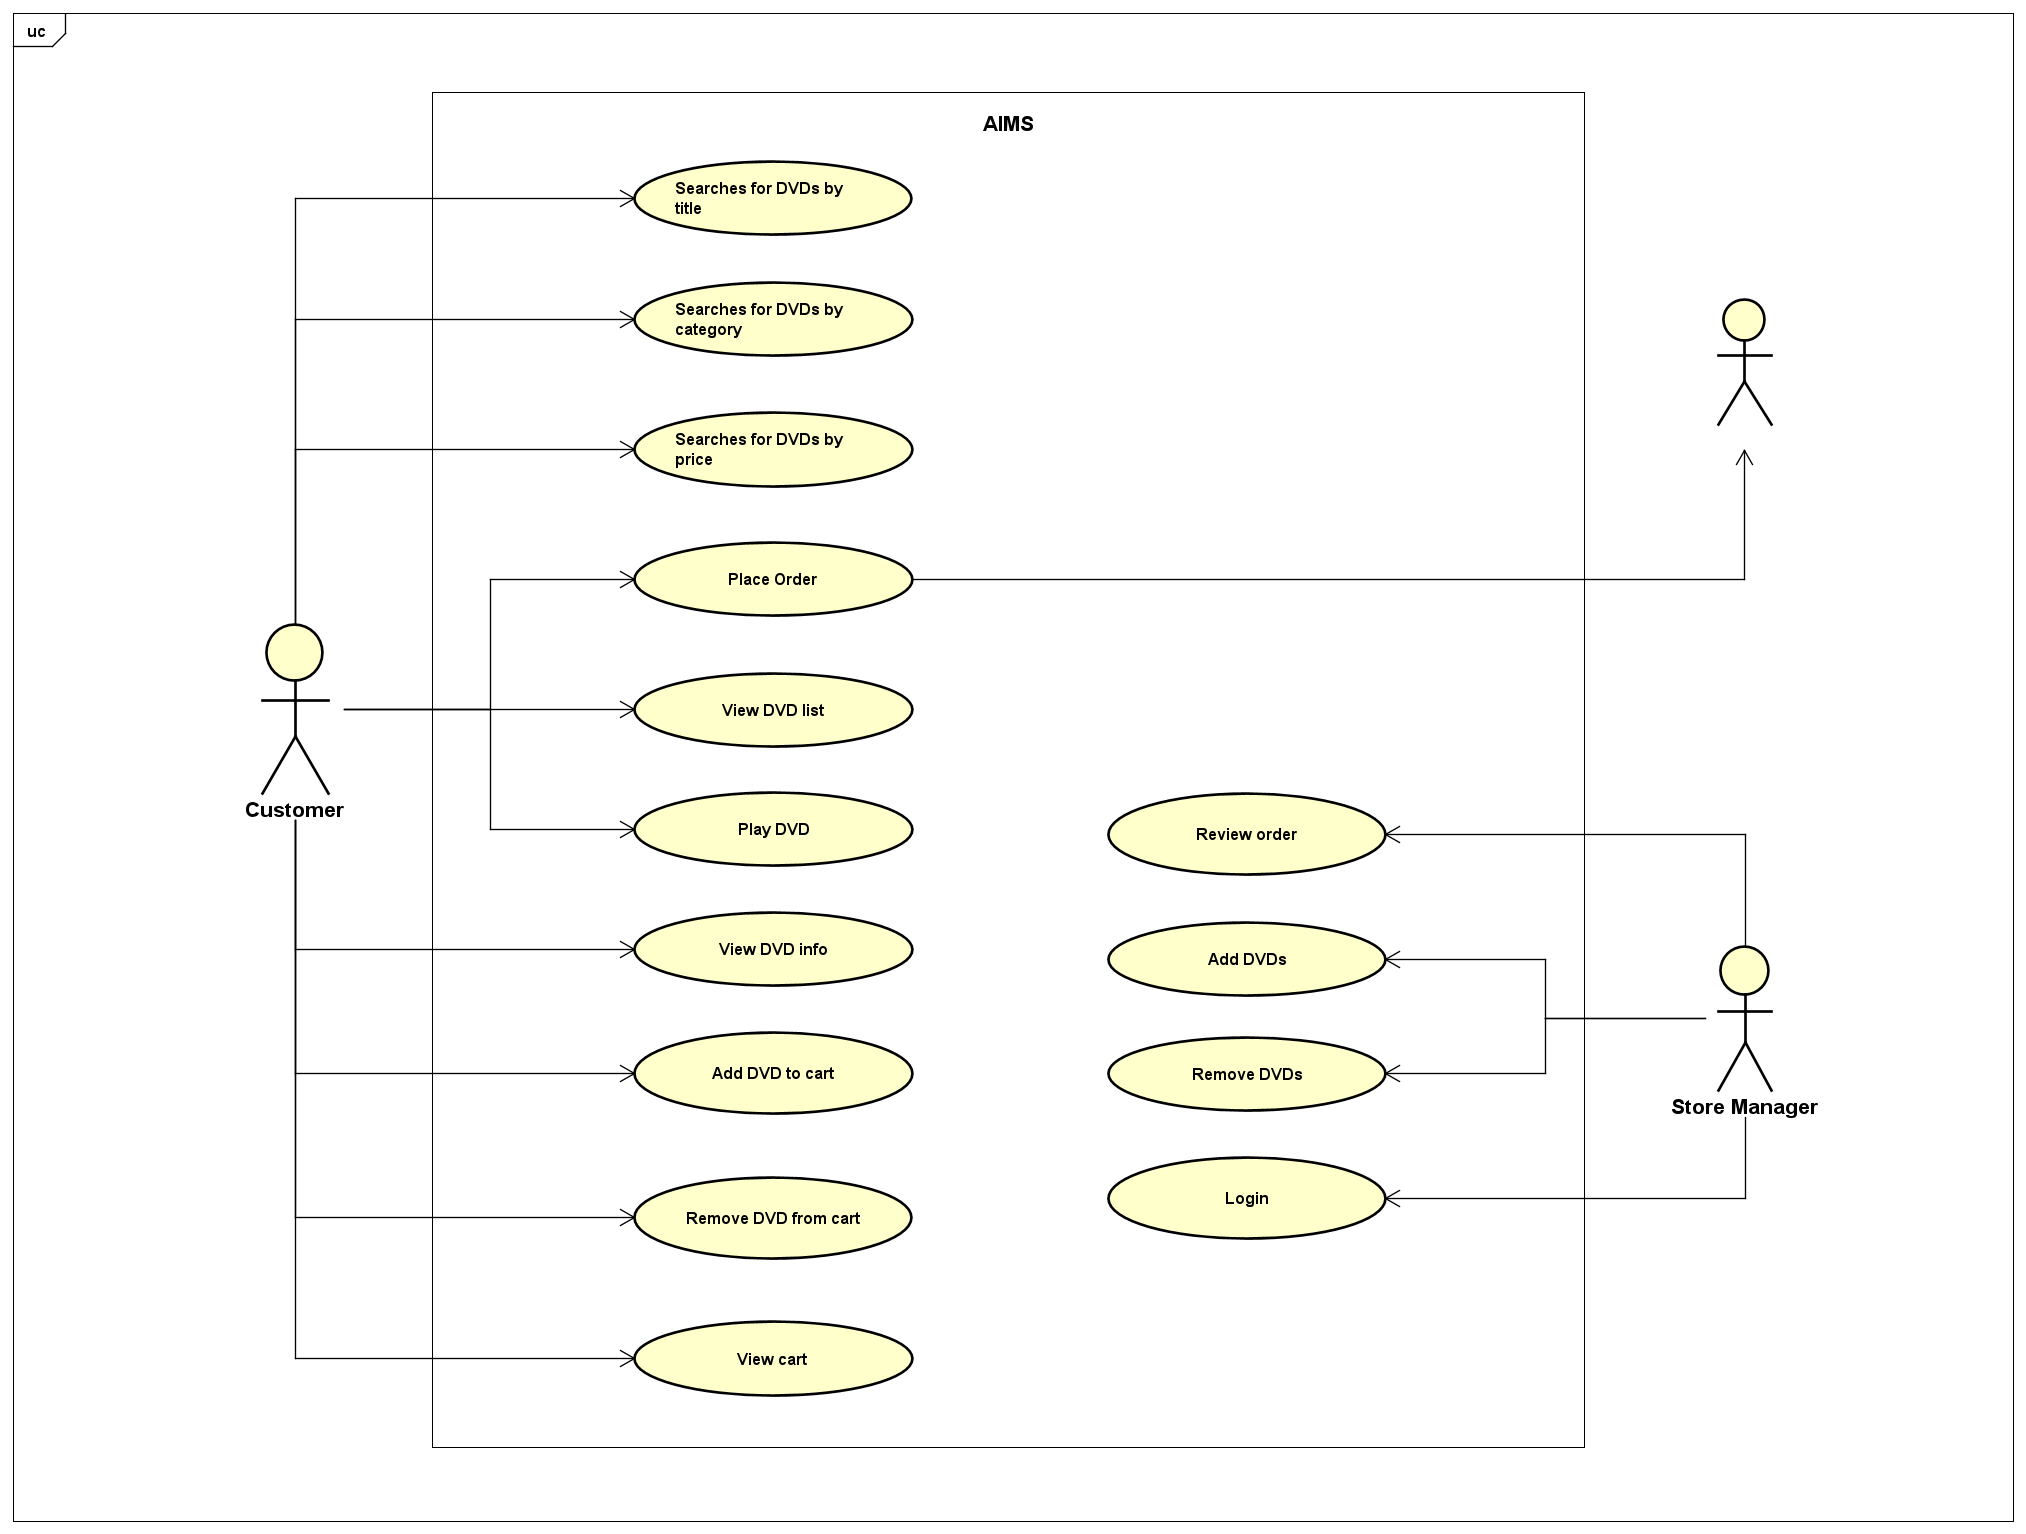 uc
AIMS
Searches for DVDs by
title
Searches for DVDs by
category
Searches for DVDs by
price
Place Order
View DVD list
Customer
Play DVD
Review order
View DVD info
Add DVDs
Add DVD to cart
Remove DVDs
Store Manager
Remove DVD from cart
Login
View cart